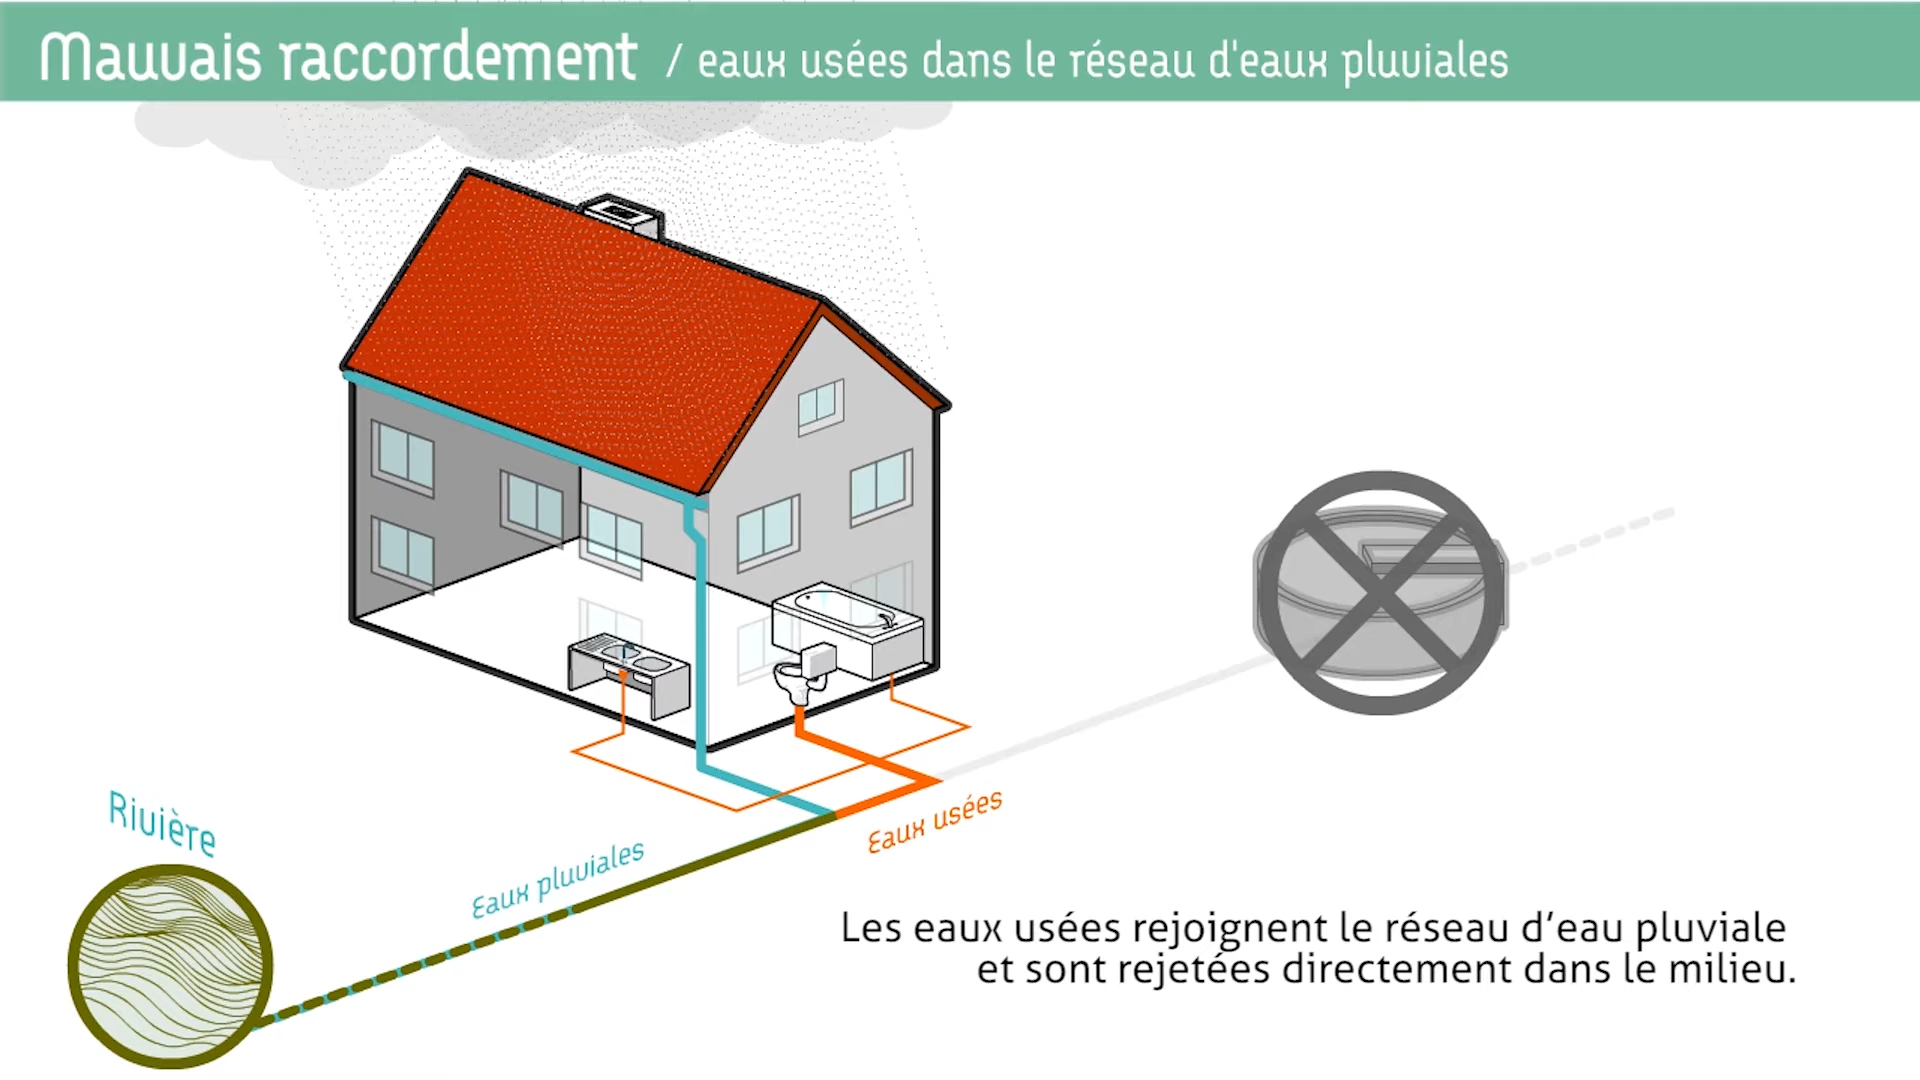 Mauvais raccordement / eaux usées dans le réseau d'eaux pluviales
Rivière
Eaux pluviales
Eaux usées
Les eaux usées rejoignent le réseau d’eau pluviale
et sont rejetées directement dans le milieu.